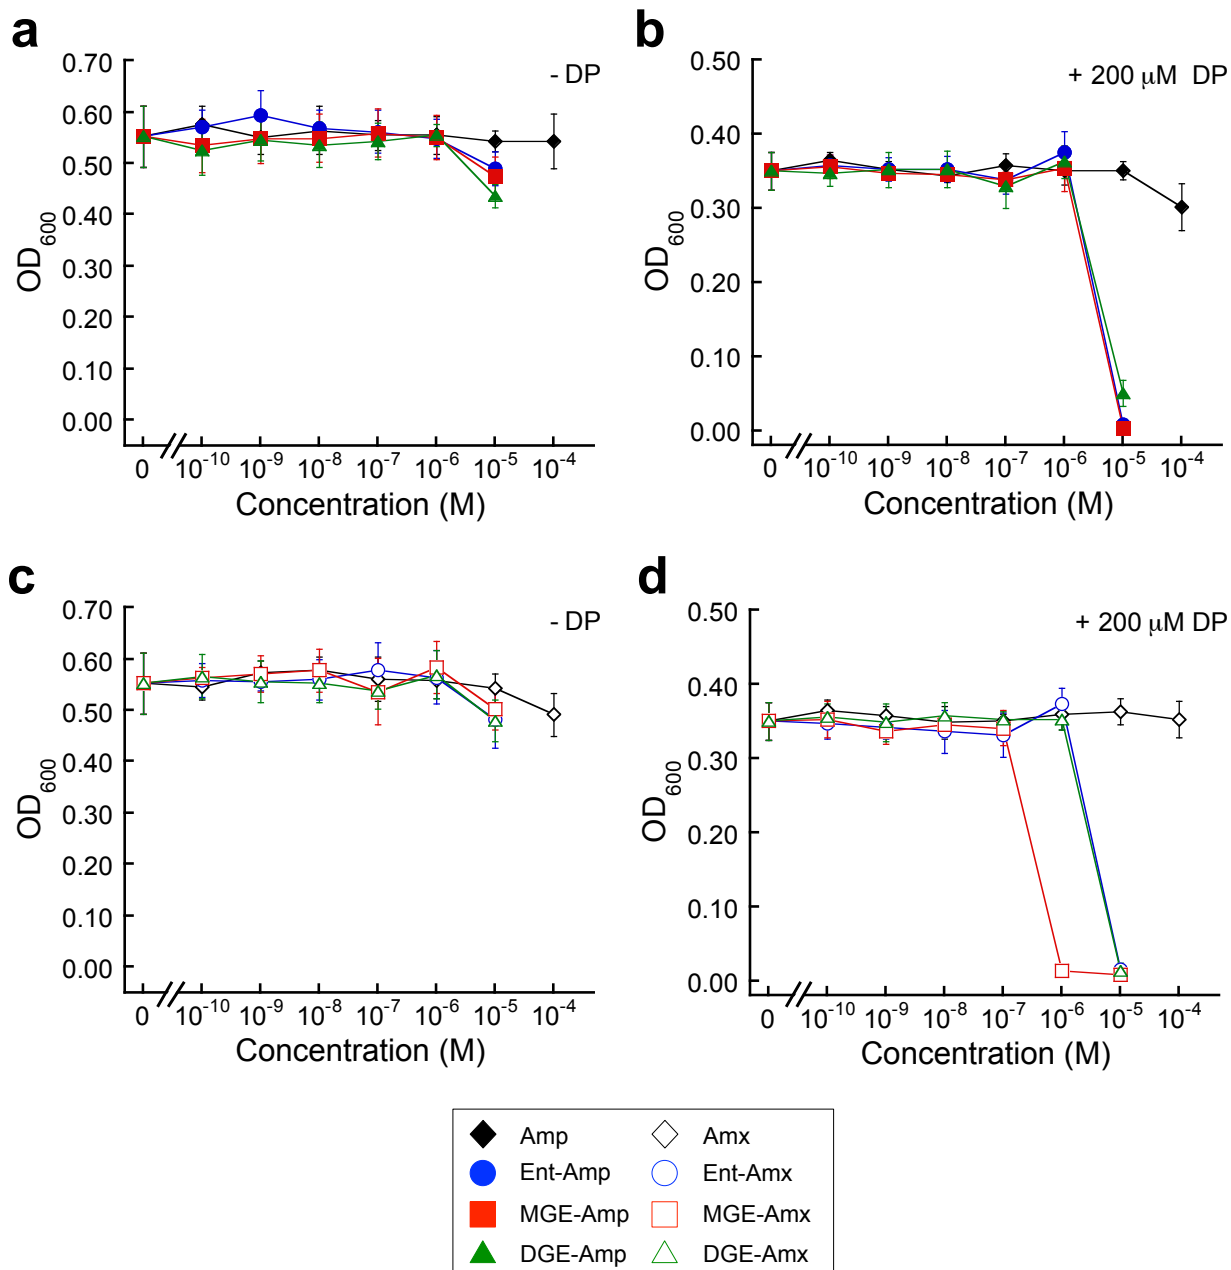 a
- DP
0.70
0.60
0.50
0.40
0.30
0.20
0.10
0.00
OD600
0 10-10 10-9 10-8 10-7 10-6 10-5 10-4
Concentration (M)
b
+ 200 µM DP
0.50
0.40
0.30
0.20
0.10
0.00
OD600
0 10-10 10-9 10-8 10-7 10-6 10-5 10-4
Concentration (M)
c
- DP
0.70
0.60
0.50
0.40
0.30
0.20
0.10
0.00
OD600
0 10-10 10-9 10-8 10-7 10-6 10-5 10-4
Concentration (M)
d
+ 200 µM DP
0.50
0.40
0.30
0.20
0.10
0.00
OD600
0 10-10 10-9 10-8 10-7 10-6 10-5 10-4
Concentration (M)
Amp Amx
Ent-Amp Ent-Amx
MGE-Amp MGE-Amx
DGE-Amp DGE-Amx